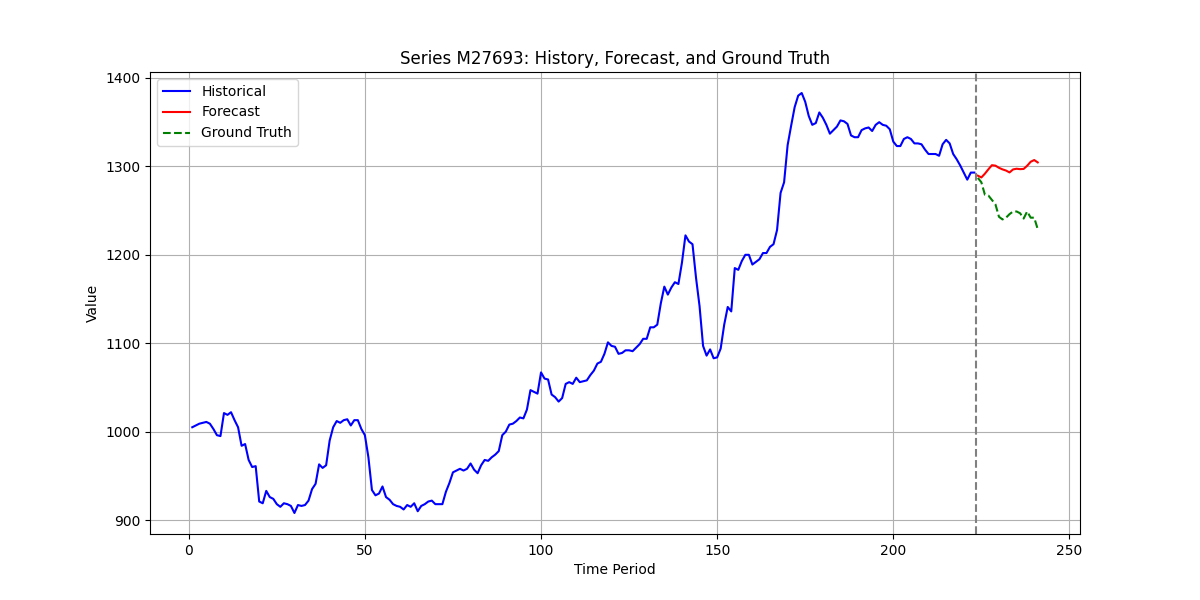 Series M27693: History, Forecast, and Ground Truth
Historical
Forecast
Ground Truth
1400
1300
1200
1100
1000
900
Value
0 50 100 150 200 250
Time Period